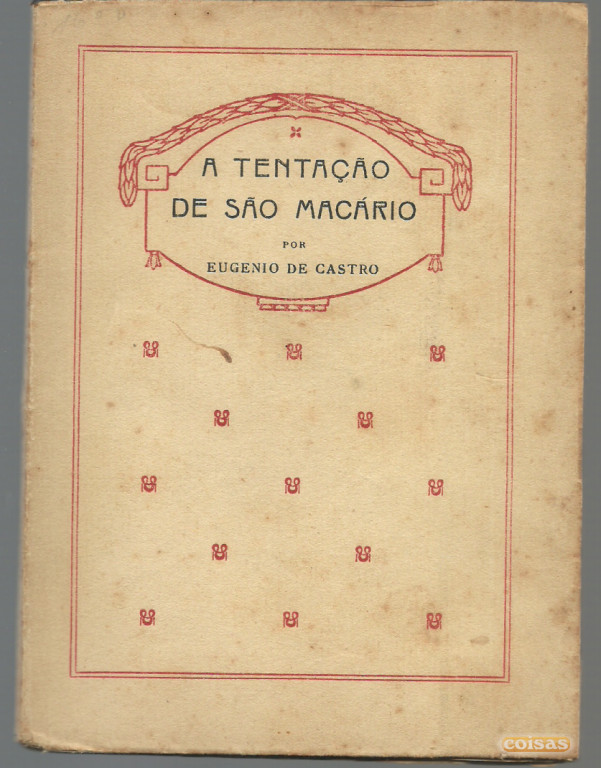 A TENTAÇÃO
DE SÃO MACÁRIO
POR
EUGENIO DE CASTRO
coisas